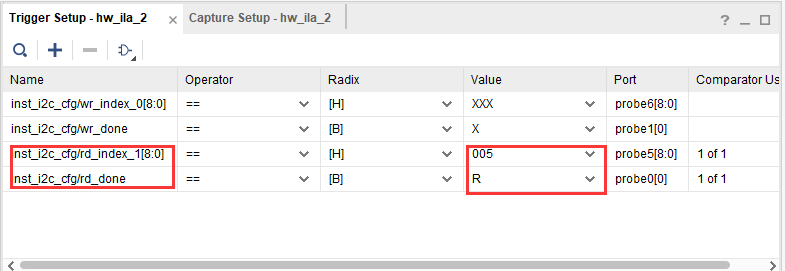 Trigger Setup - hw_ila_2 × Capture Setup - hw_ila_2 ? _
Name Operator Radix Value Port Comparator Us
inst_i2c_cfg/wr_index_0[8:0] == [H] XXX probe6[8:0]
inst_i2c_cfg/wr_done == [B] X probe1[0]
inst_i2c_cfg/rd_index_1[8:0] == [H] 005 probe5[8:0] 1 of 1
inst_i2c_cfg/rd_done == [B] R probe0[0] 1 of 1